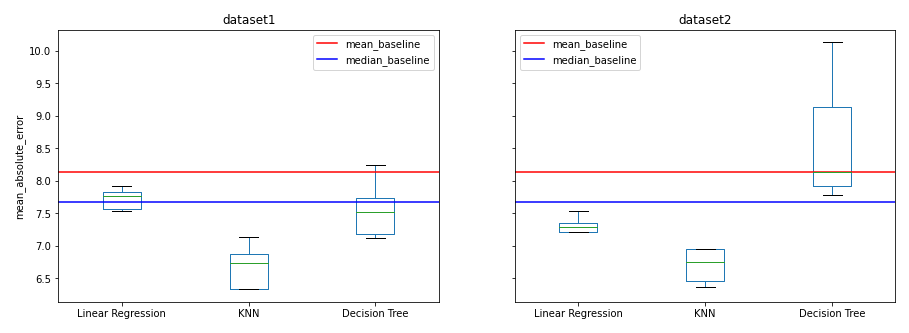 dataset1
mean_absolute_error
10.0
9.5
9.0
8.5
8.0
7.5
7.0
6.5
mean_baseline
median_baseline
Linear Regression KNN Decision Tree
dataset2
mean_baseline
median_baseline
Linear Regression KNN Decision Tree